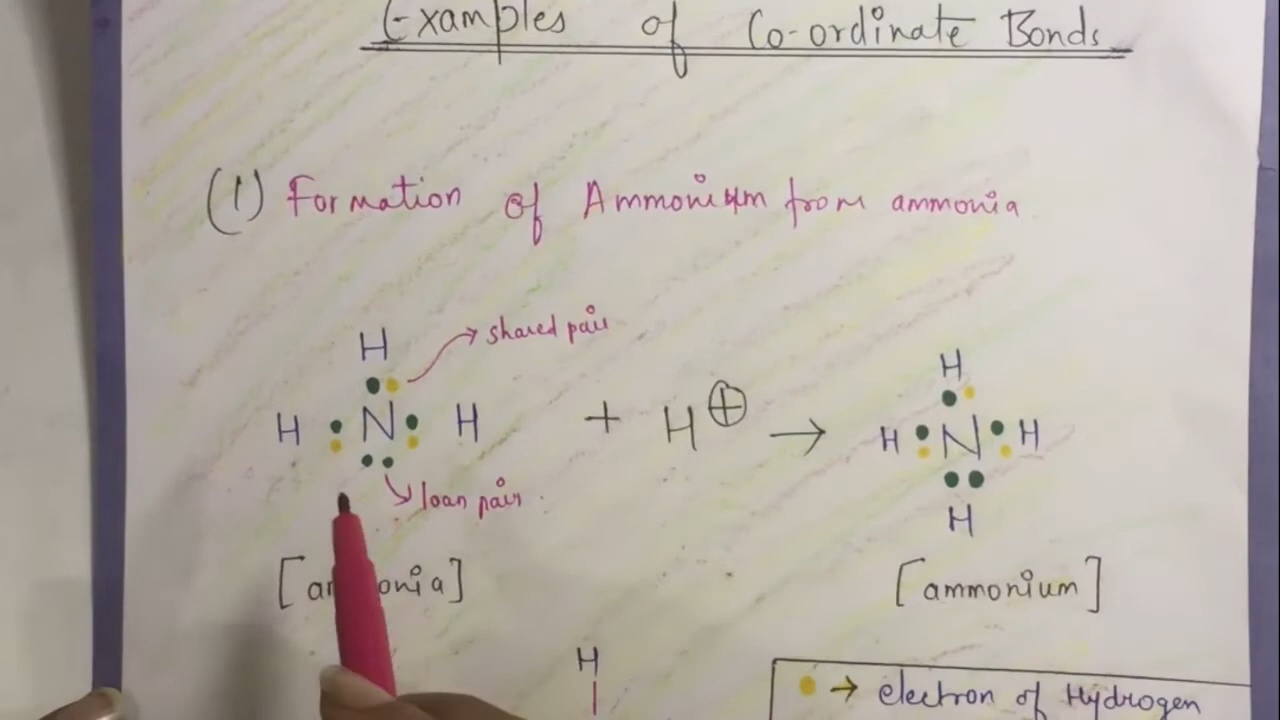 Examples of Co-ordinate Bonds
(1) Formation of Ammonium from ammonia
H
shared pair
H N H + H⊕ → H N H
loan pair.
H
H
[ammonia] [ammonium]
H
→ electron of Hydrogen